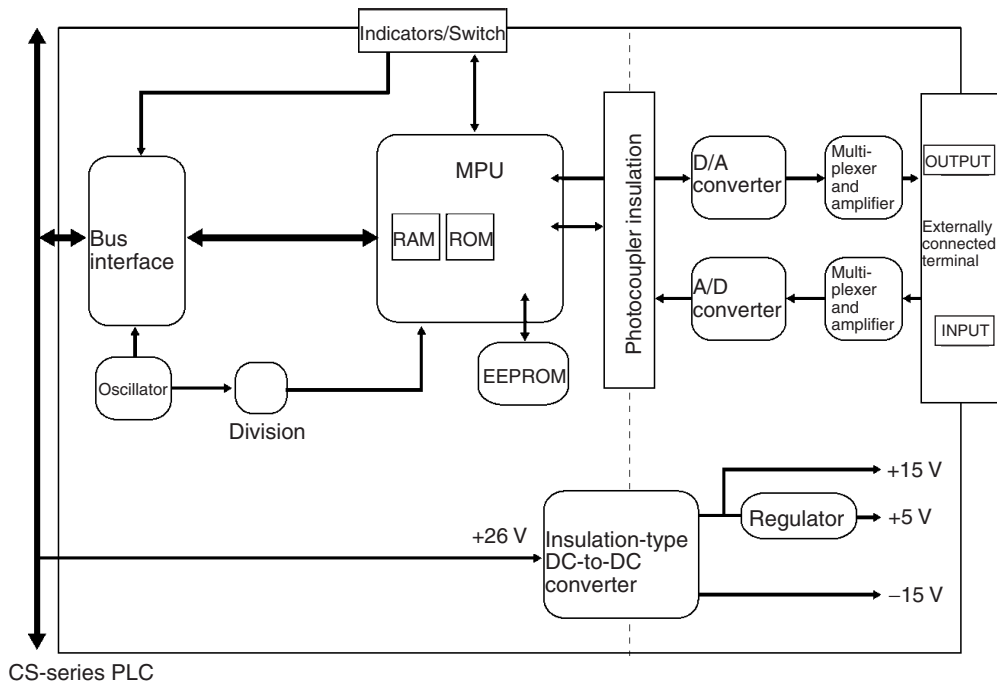 Indicators/Switch
MPU
RAM
ROM
Bus
interface
Oscillator
Division
EEPROM
Photocoupler insulation
D/A
converter
Multi-
plexer
and
amplifier
OUTPUT
Externally
connected
terminal
A/D
converter
Multi-
plexer
and
amplifier
INPUT
+26 V
Insulation-type
DC-to-DC
converter
+15 V
Regulator
+5 V
−15 V
CS-series PLC